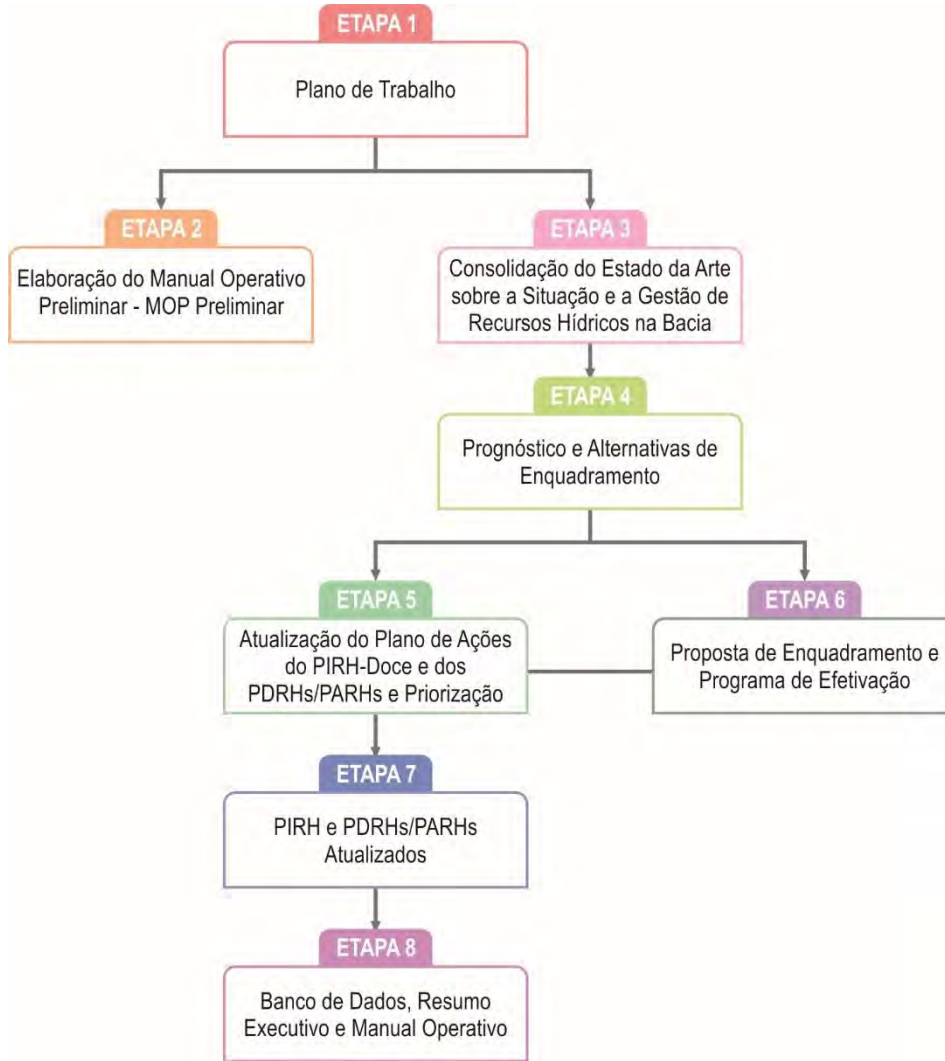 ETAPA 1
Plano de Trabalho
ETAPA 2
Elaboração do Manual Operativo
Preliminar - MOP Preliminar
ETAPA 3
Consolidação do Estado da Arte
sobre a Situação e a Gestão de
Recursos Hídricos na Bacia
ETAPA 4
Prognóstico e Alternativas de
Enquadramento
ETAPA 5
Atualização do Plano de Ações
do PIRH-Doce e dos
PDRHs/PARHs e Priorização
ETAPA 6
Proposta de Enquadramento e
Programa de Efetivação
ETAPA 7
PIRH e PDRHs/PARHs
Atualizados
ETAPA 8
Banco de Dados, Resumo
Executivo e Manual Operativo